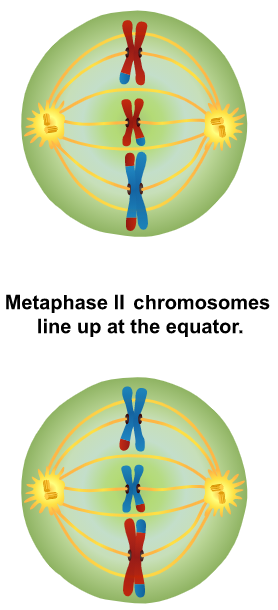 Metaphase II chromosomes
line up at the equator.